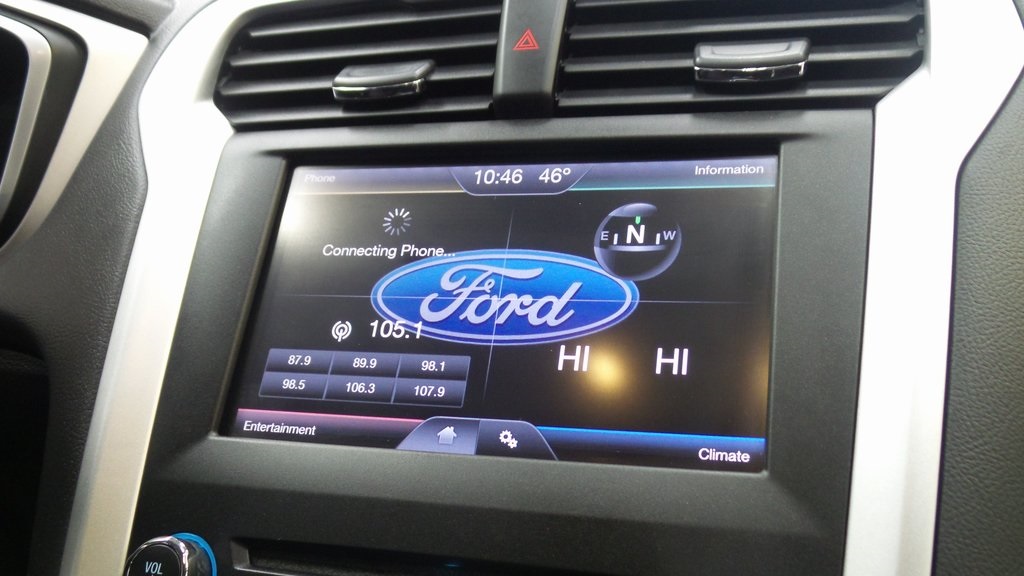 Phone
10:46 46°
Information
Connecting Phone...
E N W
Ford
105.1
87.9 89.9 98.1
98.5 106.3 107.9
HI HI
Entertainment
Climate
VOL